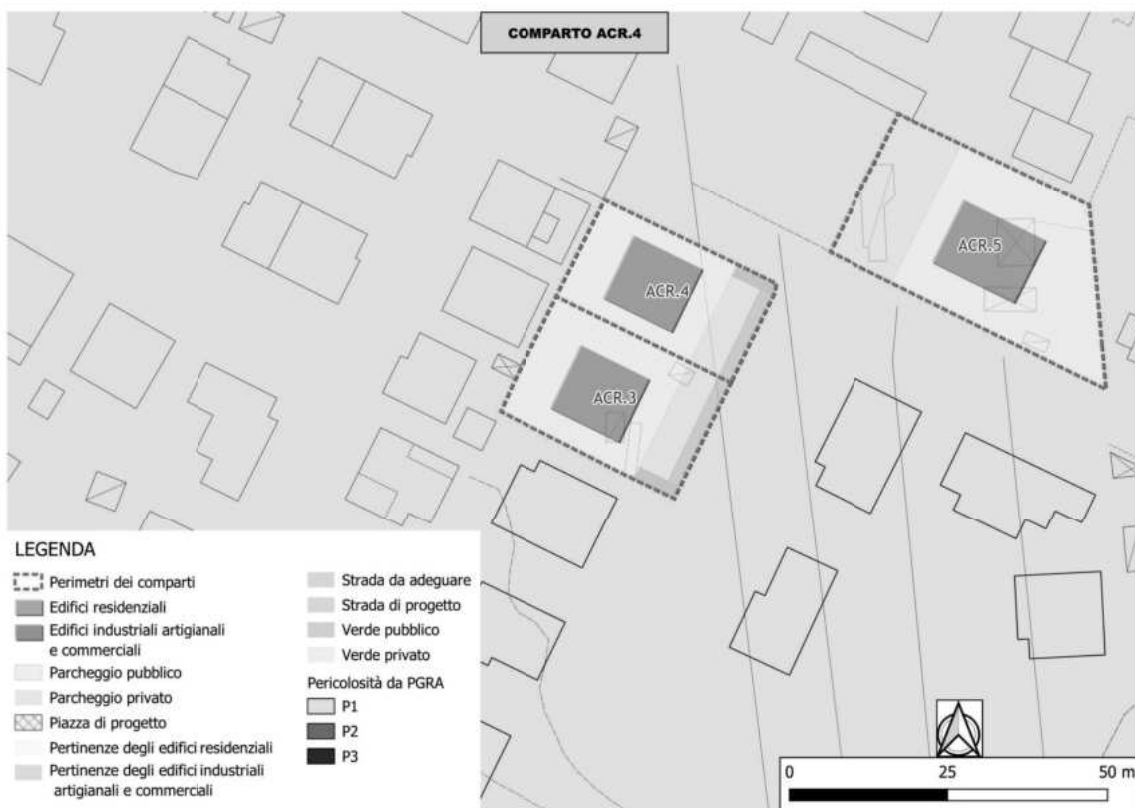 COMPARTO ACR.4
ACR.5
ACR.4
ACR.3
LEGENDA
Perimetri dei comparti
Edifici residenziali
Edifici industriali artigianali
e commerciali
Parcheggio pubblico
Parcheggio privato
Piazza di progetto
Pertinenze degli edifici residenziali
Pertinenze degli edifici industriali
artigianali e commerciali
Strada da adeguare
Strada di progetto
Verde pubblico
Verde privato
Pericolosità da PGRA
P1
P2
P3
0 25 50 m